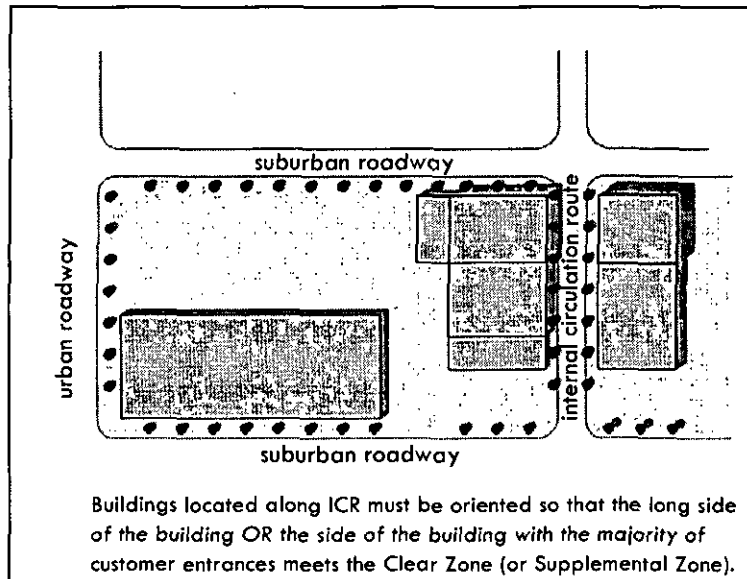 suburban roadway
urban roadway
internal circulation route
suburban roadway
Buildings located along ICR must be oriented so that the long side
of the building OR the side of the building with the majority of
customer entrances meets the Clear Zone (or Supplemental Zone).